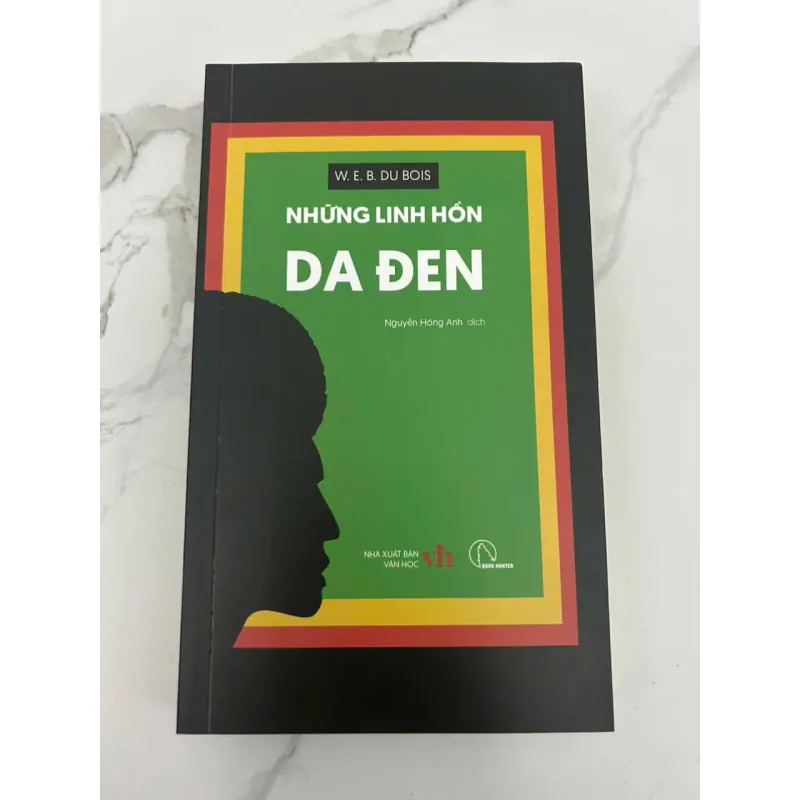 W. E. B. DU BOIS
NHỮNG LINH HỒN
DA ĐEN
Nguyễn Hồng Anh dịch
NHÀ XUẤT BẢN
VĂN HỌC
vh
BOOK HUNTER